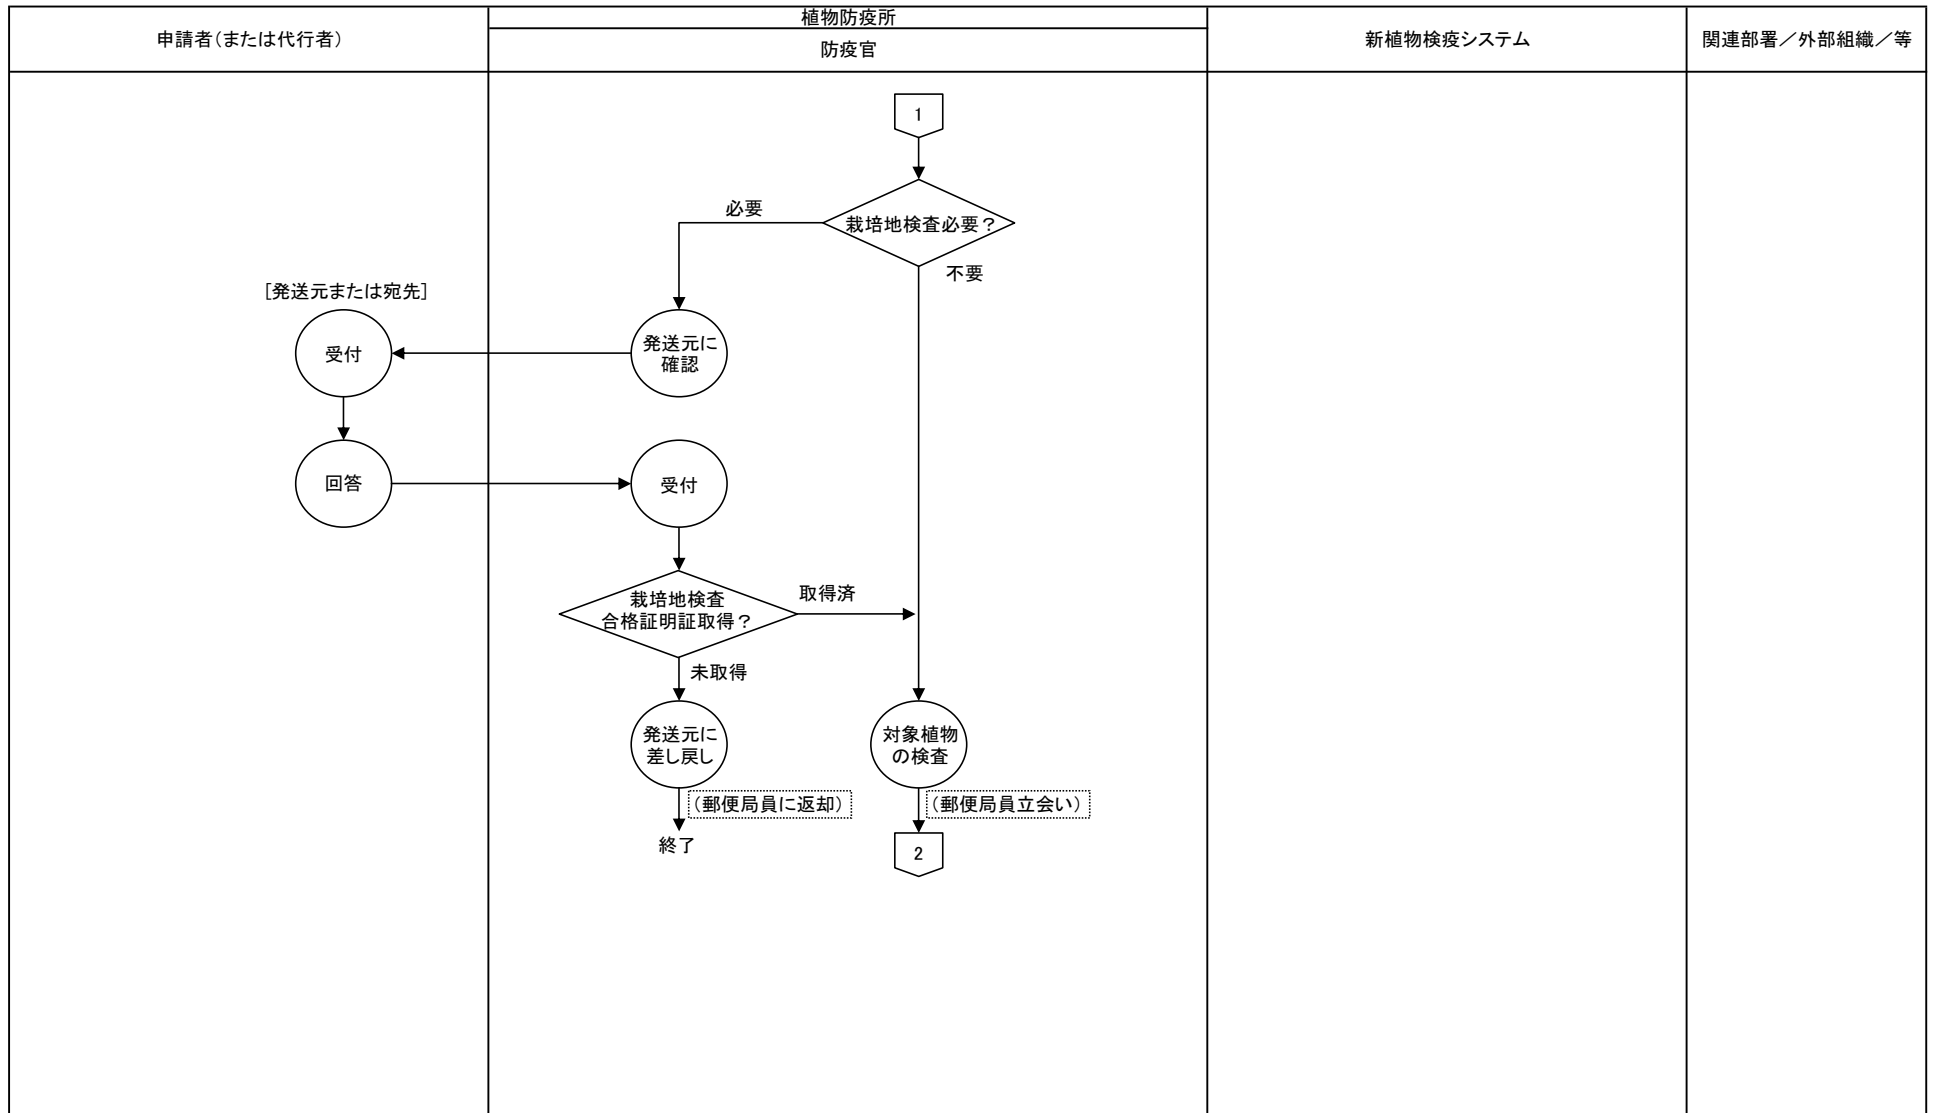 申請者(または代行者)
植物防疫所
防疫官
新植物検疫システム
関連部署／外部組織／等
1
栽培地検査必要？
必要
不要
[発送元または宛先]
受付
発送元に
確認
回答
受付
栽培地検査
合格証明証取得？
取得済
未取得
発送元に
差し戻し
対象植物
の検査
(郵便局員に返却)
(郵便局員立会い)
終了
2